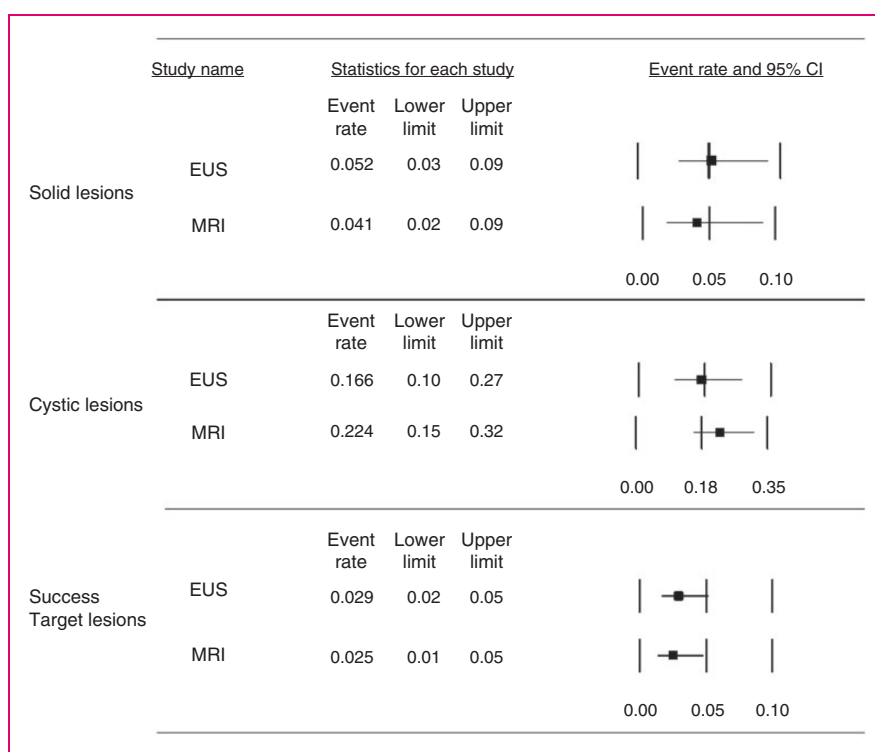 Study name Statistics for each study Event rate and 95% CI
Event rate Lower limit Upper limit
Solid lesions
EUS 0.052 0.03 0.09
MRI 0.041 0.02 0.09
0.00 0.05 0.10
Event rate Lower limit Upper limit
Cystic lesions
EUS 0.166 0.10 0.27
MRI 0.224 0.15 0.32
0.00 0.18 0.35
Event rate Lower limit Upper limit
Success
Target lesions
EUS 0.029 0.02 0.05
MRI 0.025 0.01 0.05
0.00 0.05 0.10